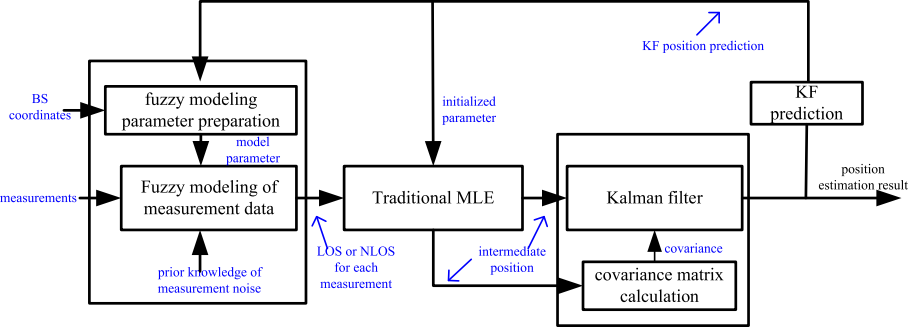 KF position prediction
BS
coordinates
fuzzy modeling
parameter preparation
initialized
parameter
KF
prediction
model
parameter
measurements
Fuzzy modeling of
measurement data
Traditional MLE
Kalman filter
position
estimation result
prior knowledge of
measurement noise
LOS or NLOS
for each
measurement
intermediate
position
covariance
covariance matrix
calculation